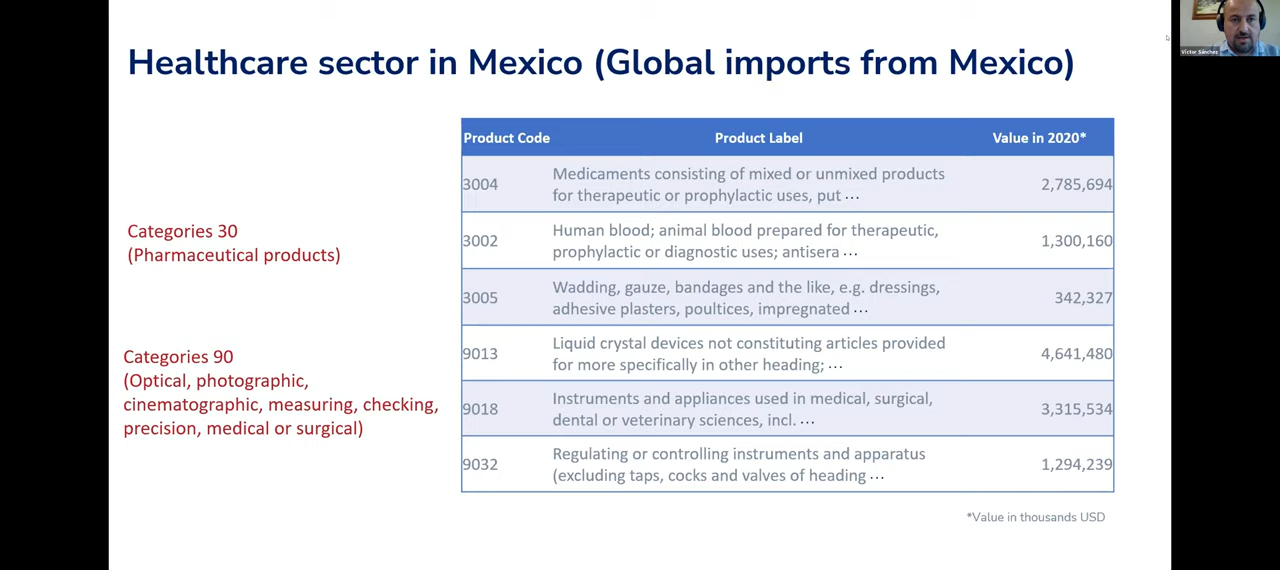 Healthcare sector in Mexico (Global imports from Mexico)
Víctor Sánchez
Product Code Product Label Value in 2020*
3004 Medicaments consisting of mixed or unmixed products
for therapeutic or prophylactic uses, put ... 2,785,694
Categories 30
(Pharmaceutical products)
3002 Human blood; animal blood prepared for therapeutic,
prophylactic or diagnostic uses; antisera ... 1,300,160
3005 Wadding, gauze, bandages and the like, e.g. dressings,
adhesive plasters, poultices, impregnated ... 342,327
Categories 90
(Optical, photographic,
cinematographic, measuring, checking,
precision, medical or surgical)
9013 Liquid crystal devices not constituting articles provided
for more specifically in other heading; ... 4,641,480
9018 Instruments and appliances used in medical, surgical,
dental or veterinary sciences, incl. ... 3,315,534
9032 Regulating or controlling instruments and apparatus
(excluding taps, cocks and valves of heading ... 1,294,239
*Value in thousands USD